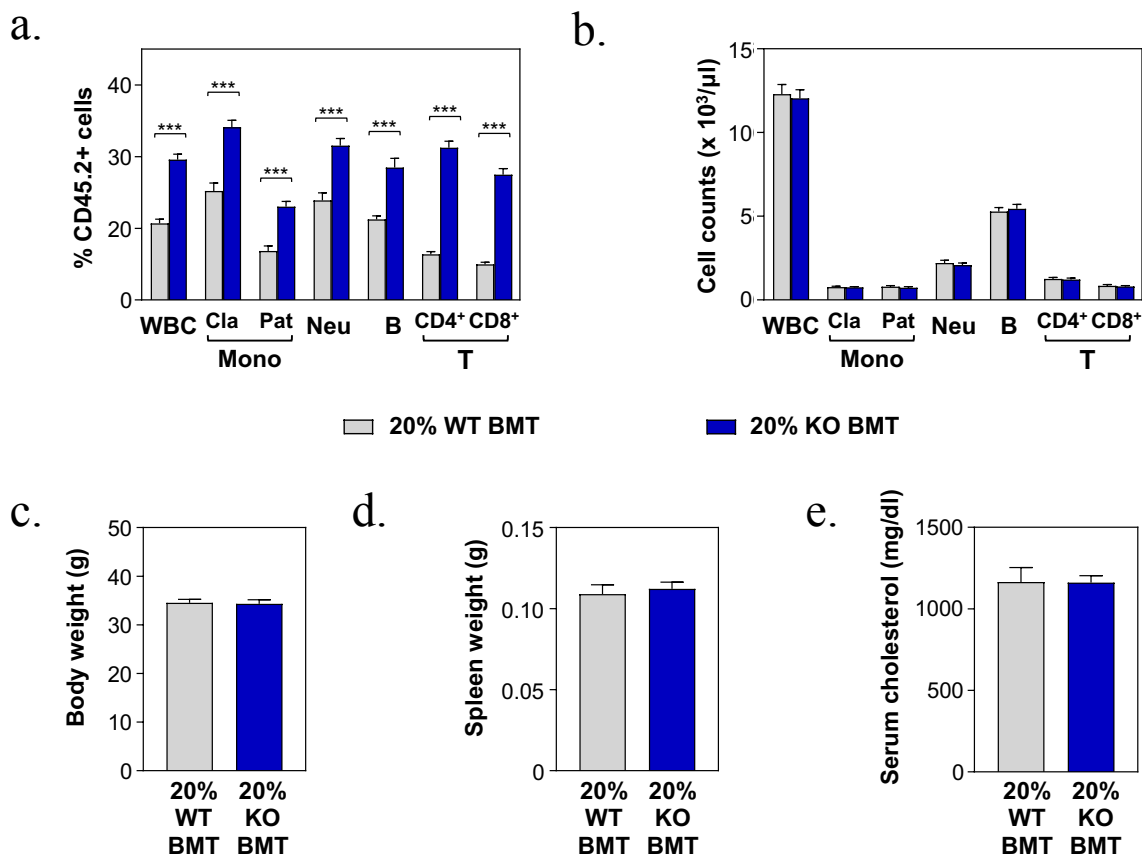 a.
% CD45.2+ cells
40
30
20
10
0
***
***
***
***
***
***
***
WBC Cla Pat Neu B CD4⁺ CD8⁺
Mono T
b.
Cell counts (x 10³/µl)
15
10
5
0
WBC Cla Pat Neu B CD4⁺ CD8⁺
Mono T
20% WT BMT 20% KO BMT
c.
Body weight (g)
50
40
30
20
10
0
20% 20%
WT KO
BMT BMT
d.
Spleen weight (g)
0.15
0.10
0.05
0
20% 20%
WT KO
BMT BMT
e.
Serum cholesterol (mg/dl)
1500
1000
500
0
20% 20%
WT KO
BMT BMT